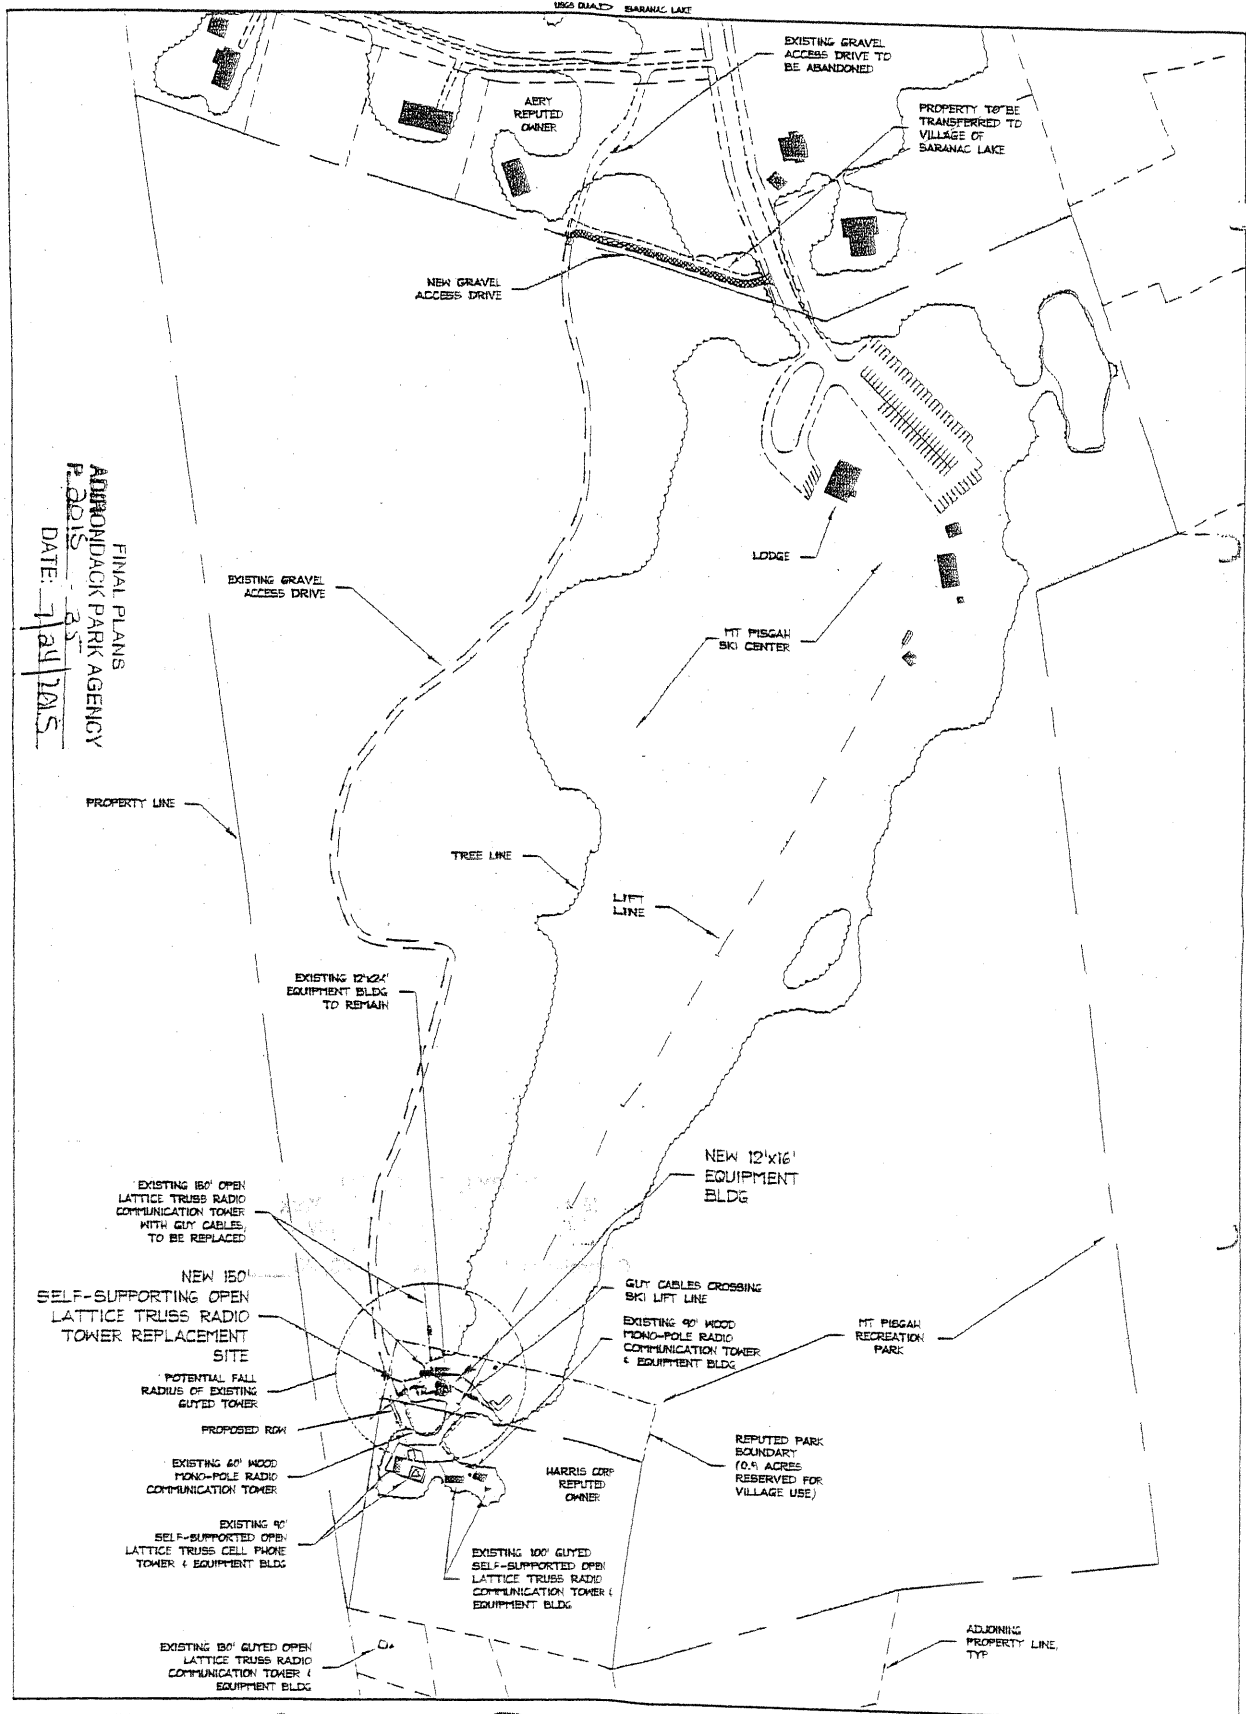 USGS QUAD SARANAC LAKE
EXISTING GRAVEL
ACCESS DRIVE TO
BE ABANDONED
AERY
REPUTED
OWNER
PROPERTY TO BE
TRANSFERRED TO
VILLAGE OF
SARANAC LAKE
NEW GRAVEL
ACCESS DRIVE
FINAL PLANS
ADIRONDACK PARK AGENCY
P. 2015 - 35
DATE: 7/24/2015
EXISTING GRAVEL
ACCESS DRIVE
LODGE
MT PISGAH
SKI CENTER
PROPERTY LINE
TREE LINE
LIFT
LINE
EXISTING 12'x24'
EQUIPMENT BLDG
TO REMAIN
NEW 12'x16'
EQUIPMENT
BLDG
EXISTING 180' OPEN
LATTICE TRUSS RADIO
COMMUNICATION TOWER
WITH GUY CABLES,
TO BE REPLACED
NEW 150'
SELF-SUPPORTING OPEN
LATTICE TRUSS RADIO
TOWER REPLACEMENT
SITE
GUY CABLES CROSSING
SKI LIFT LINE
EXISTING 90' WOOD
MONO-POLE RADIO
COMMUNICATION TOWER
& EQUIPMENT BLDG
MT PISGAH
RECREATION
PARK
POTENTIAL FALL
RADIUS OF EXISTING
GUYED TOWER
PROPOSED ROW
EXISTING 60' WOOD
MONO-POLE RADIO
COMMUNICATION TOWER
HARRIS CORP
REPUTED
OWNER
REPUTED PARK
BOUNDARY
(0.9 ACRES
RESERVED FOR
VILLAGE USE)
EXISTING 90'
SELF-SUPPORTED OPEN
LATTICE TRUSS CELL PHONE
TOWER & EQUIPMENT BLDG
EXISTING 100' GUYED
SELF-SUPPORTED OPEN
LATTICE TRUSS RADIO
COMMUNICATION TOWER &
EQUIPMENT BLDG
EXISTING 130' GUYED OPEN
LATTICE TRUSS RADIO
COMMUNICATION TOWER &
EQUIPMENT BLDG
ADJOINING
PROPERTY LINE,
TYP